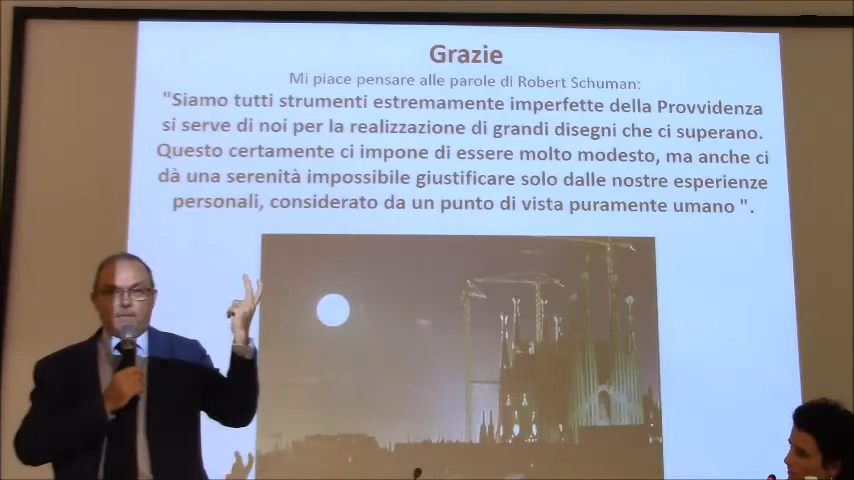 Grazie
Mi piace pensare alle parole di Robert Schuman:
"Siamo tutti strumenti estremamente imperfette della Provvidenza
si serve di noi per la realizzazione di grandi disegni che ci superano.
Questo certamente ci impone di essere molto modesto, ma anche ci
dà una serenità impossibile giustificare solo dalle nostre esperienze
personali, considerato da un punto di vista puramente umano ".